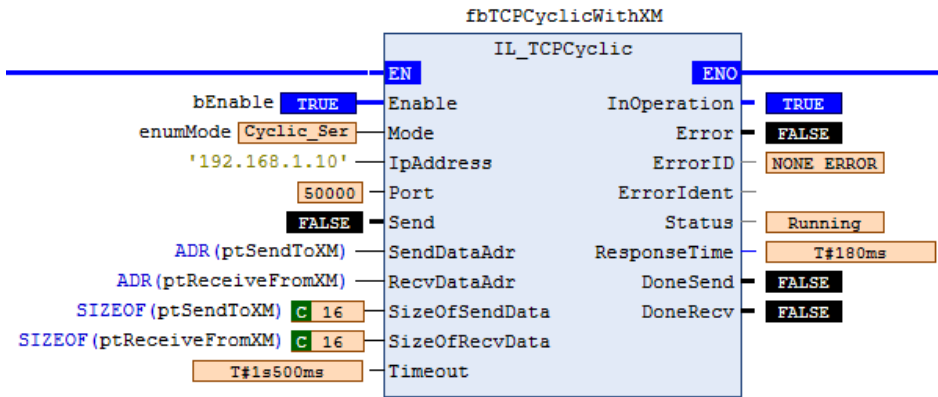 fbTCPCyclicWithXM
IL_TCPCyclic
EN ENO
bEnable TRUE Enable InOperation TRUE
enumMode Cyclic_Ser Mode Error FALSE
'192.168.1.10' IpAddress ErrorID NONE ERROR
50000 Port ErrorIdent
FALSE Send Status Running
ADR(ptSendToXM) SendDataAdr ResponseTime T#180ms
ADR(ptReceiveFromXM) RecvDataAdr DoneSend FALSE
SIZEOF(ptSendToXM) C 16 SizeOfSendData DoneRecv FALSE
SIZEOF(ptReceiveFromXM) C 16 SizeOfRecvData
T#1s500ms Timeout